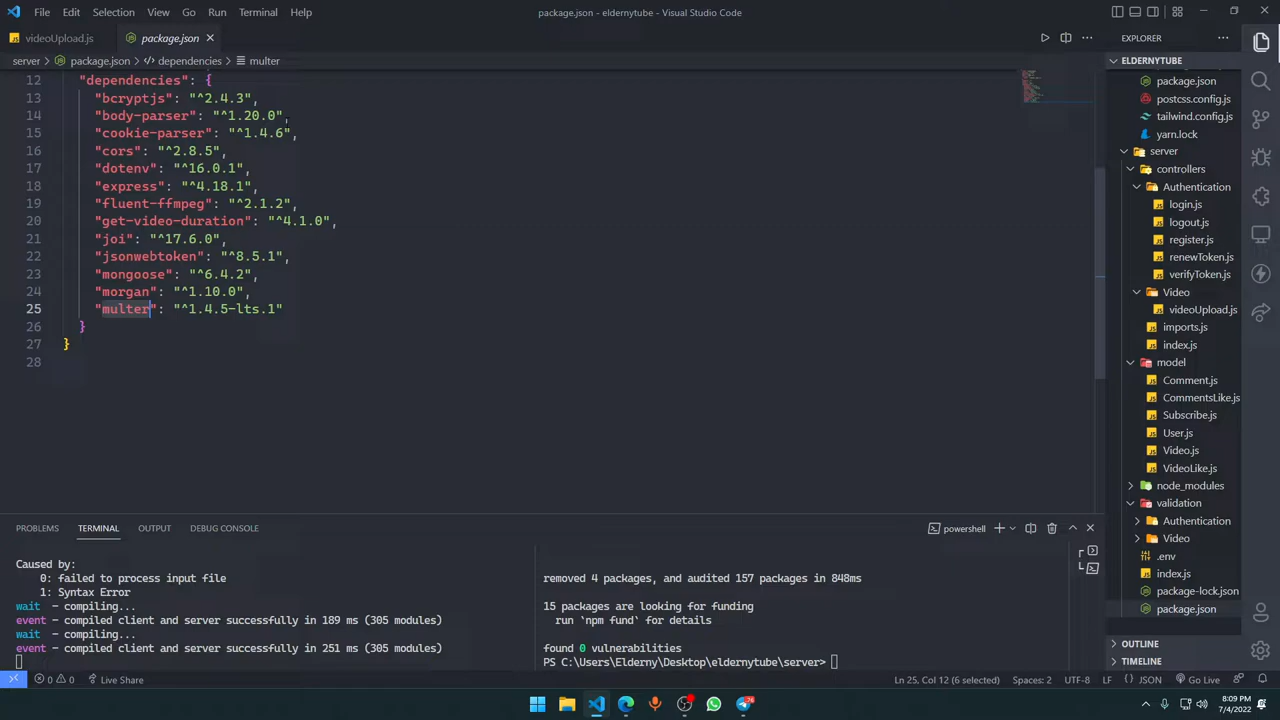 File Edit Selection View Go Run Terminal Help
package.json - eldernytube - Visual Studio Code
videoUpload.js
package.json
EXPLORER
server > package.json > dependencies > multer
ELDERNYTUBE
12 "dependencies": {
13 "bcryptjs": "^2.4.3",
14 "body-parser": "^1.20.0",
15 "cookie-parser": "^1.4.6",
16 "cors": "^2.8.5",
17 "dotenv": "^16.0.1",
18 "express": "^4.18.1",
19 "fluent-ffmpeg": "^2.1.2",
20 "get-video-duration": "^4.1.0",
21 "joi": "^17.6.0",
22 "jsonwebtoken": "^8.5.1",
23 "mongoose": "^6.4.2",
24 "morgan": "^1.10.0",
25 "multer": "^1.4.5-lts.1"
26 }
27 }
28
package.json
postcss.config.js
tailwind.config.js
yarn.lock
server
controllers
Authentication
login.js
logout.js
register.js
renewToken.js
verifyToken.js
Video
videoUpload.js
imports.js
index.js
model
Comment.js
CommentsLike.js
Subscribe.js
User.js
Video.js
VideoLike.js
node_modules
validation
Authentication
Video
.env
index.js
package-lock.json
package.json
OUTLINE
TIMELINE
PROBLEMS TERMINAL OUTPUT DEBUG CONSOLE
powershell
Caused by:
0: failed to process input file
1: Syntax Error
wait - compiling...
event - compiled client and server successfully in 189 ms (305 modules)
wait - compiling...
event - compiled client and server successfully in 251 ms (305 modules)
removed 4 packages, and audited 157 packages in 848ms
15 packages are looking for funding
run `npm fund` for details
found 0 vulnerabilities
PS C:\Users\Elderny\Desktop\eldernytube\server>
0 0 Live Share
Ln 25, Col 12 (6 selected) Spaces: 2 UTF-8 LF {} JSON Go Live
8:09 PM
7/4/2022